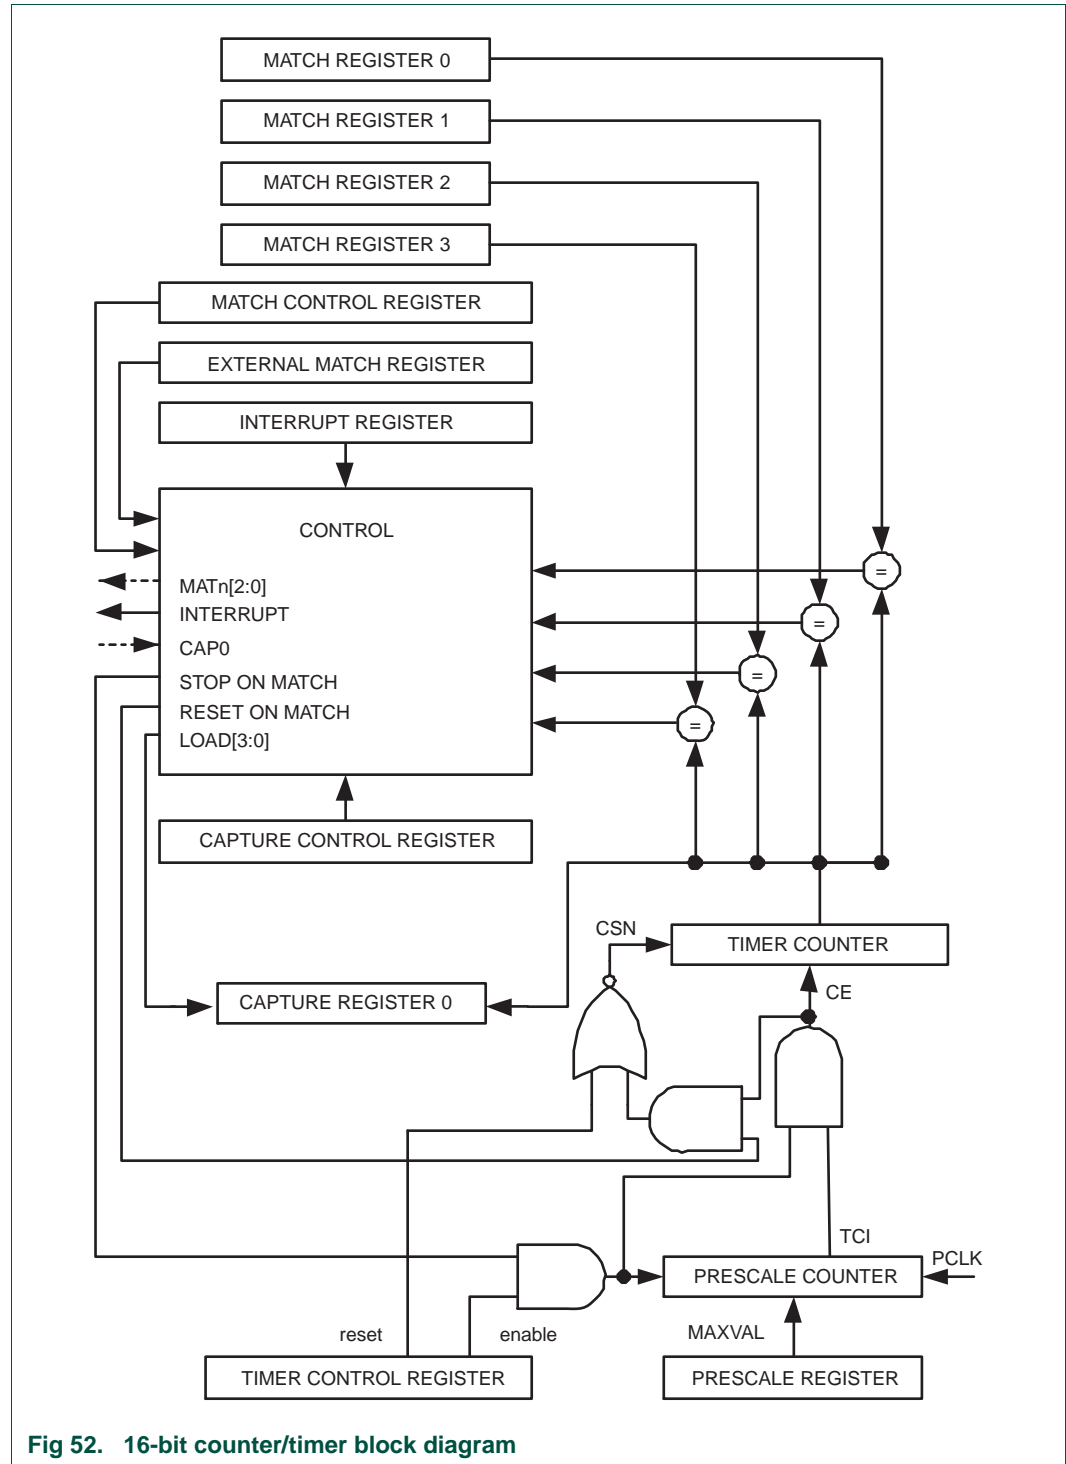 MATCH REGISTER 0
MATCH REGISTER 1
MATCH REGISTER 2
MATCH REGISTER 3
MATCH CONTROL REGISTER
EXTERNAL MATCH REGISTER
INTERRUPT REGISTER
CONTROL
=
MATn[2:0]
INTERRUPT
=
CAP0
STOP ON MATCH
=
RESET ON MATCH
=
LOAD[3:0]
CAPTURE CONTROL REGISTER
CSN
TIMER COUNTER
CE
CAPTURE REGISTER 0
TCI
PCLK
PRESCALE COUNTER
reset
enable
MAXVAL
TIMER CONTROL REGISTER
PRESCALE REGISTER
Fig 52. 16-bit counter/timer block diagram